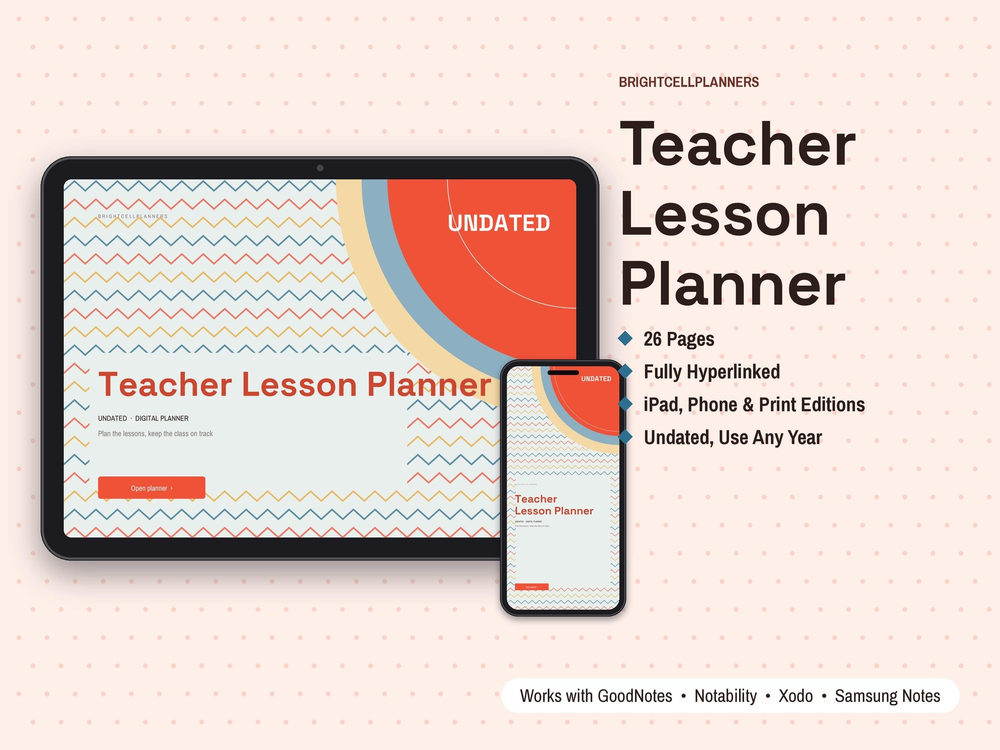 BRIGHTCELLPLANNERS
Teacher
Lesson
Planner
26 Pages
Fully Hyperlinked
iPad, Phone & Print Editions
Undated, Use Any Year
BRIGHTCELLPLANNERS
UNDATED
Teacher Lesson Planner
UNDATED · DIGITAL PLANNER
Plan the lessons, keep the class on track
Open planner ›
UNDATED
Teacher
Lesson Planner
Works with GoodNotes • Notability • Xodo • Samsung Notes